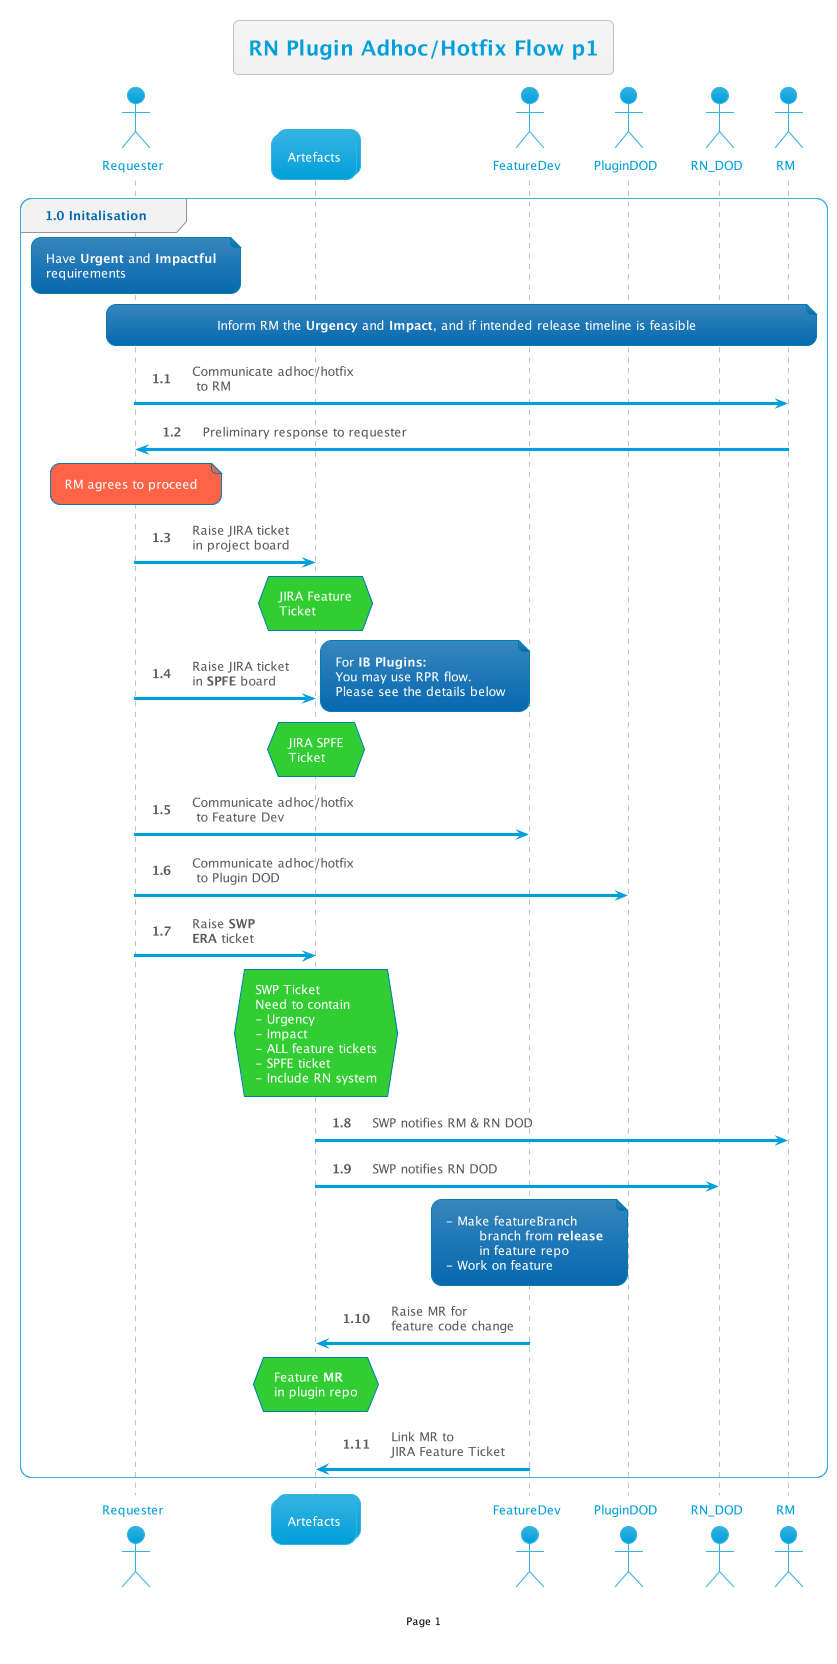 RN Plugin Adhoc/Hotfix Flow p1
Requester
Artefacts
FeatureDev
PluginDOD
RN_DOD
RM
1.0 Initalisation
Have Urgent and Impactful
requirements
Inform RM the Urgency and Impact, and if intended release timeline is feasible
1.1 Communicate adhoc/hotfix
to RM
1.2 Preliminary response to requester
RM agrees to proceed
1.3 Raise JIRA ticket
in project board
JIRA Feature
Ticket
1.4 Raise JIRA ticket
in SPFE board
For IB Plugins:
You may use RPR flow.
Please see the details below
JIRA SPFE
Ticket
1.5 Communicate adhoc/hotfix
to Feature Dev
1.6 Communicate adhoc/hotfix
to Plugin DOD
1.7 Raise SWP
ERA ticket
SWP Ticket
Need to contain
- Urgency
- Impact
- ALL feature tickets
- SPFE ticket
- Include RN system
1.8 SWP notifies RM & RN DOD
1.9 SWP notifies RN DOD
- Make featureBranch
branch from release
in feature repo
- Work on feature
1.10 Raise MR for
feature code change
Feature MR
in plugin repo
1.11 Link MR to
JIRA Feature Ticket
Requester
Artefacts
FeatureDev
PluginDOD
RN_DOD
RM
Page 1